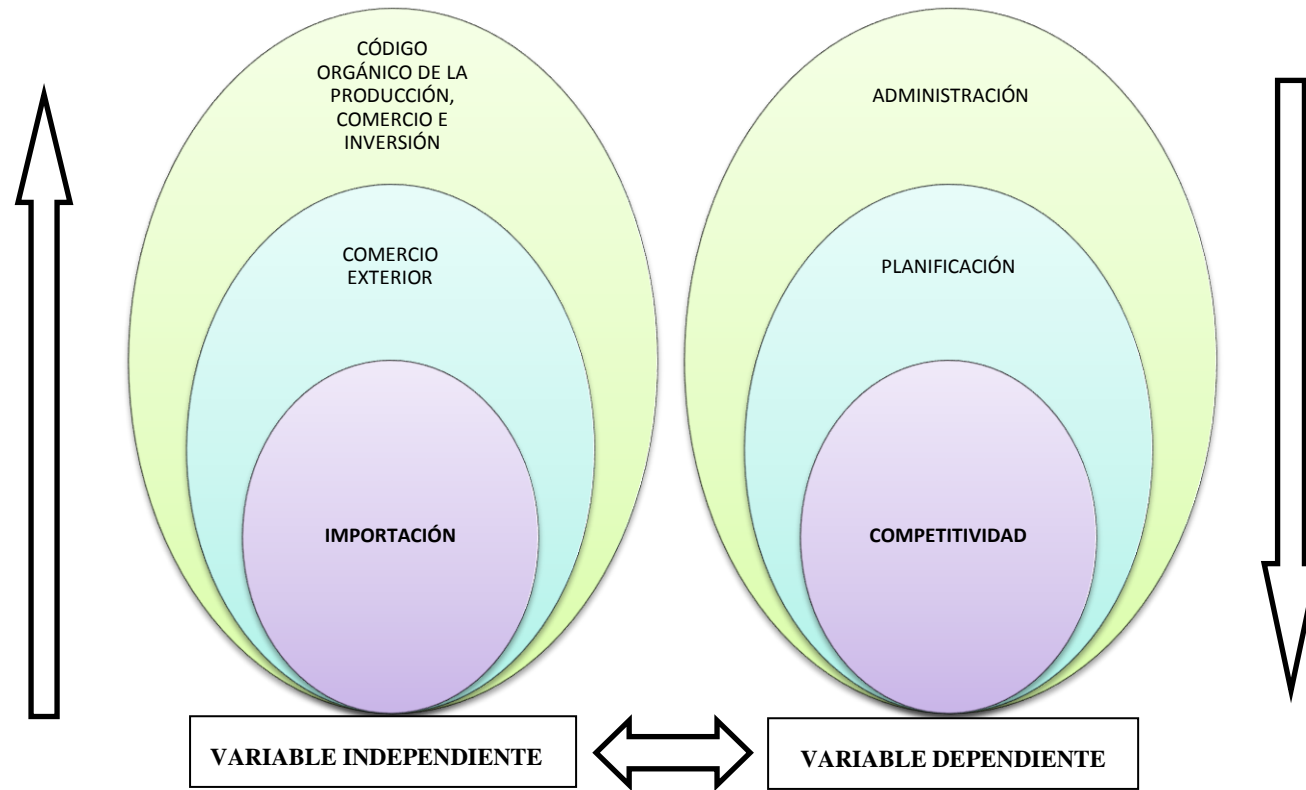 CÓDIGO
ORGÁNICO DE LA
PRODUCCIÓN,
COMERCIO E
INVERSIÓN
COMERCIO
EXTERIOR
IMPORTACIÓN
ADMINISTRACIÓN
PLANIFICACIÓN
COMPETITIVIDAD
VARIABLE INDEPENDIENTE
VARIABLE DEPENDIENTE